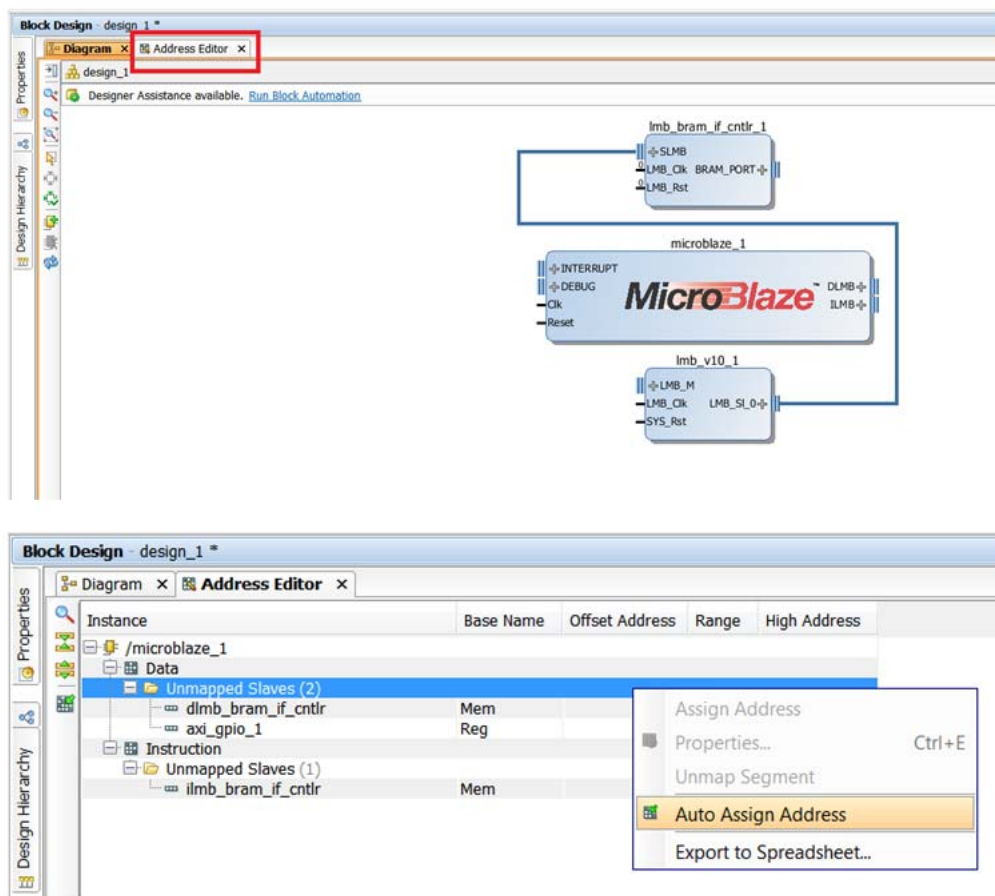 Block Design - design_1 *
Diagram × Address Editor ×
design_1
Designer Assistance available. Run Block Automation
Properties
Design Hierarchy
lmb_bram_if_cntlr_1
SLMB
LMB_Clk BRAM_PORT
LMB_Rst
microblaze_1
INTERRUPT
DEBUG MicroBlaze™ DLMB
Clk ILMB
Reset
lmb_v10_1
LMB_M
LMB_Clk LMB_Sl_0
SYS_Rst
Block Design - design_1 *
Diagram × Address Editor ×
Properties
Design Hierarchy
Instance Base Name Offset Address Range High Address
/microblaze_1
Data
Unmapped Slaves (2)
dlmb_bram_if_cntlr Mem
axi_gpio_1 Reg
Instruction
Unmapped Slaves (1)
ilmb_bram_if_cntlr Mem
Assign Address
Properties... Ctrl+E
Unmap Segment
Auto Assign Address
Export to Spreadsheet...